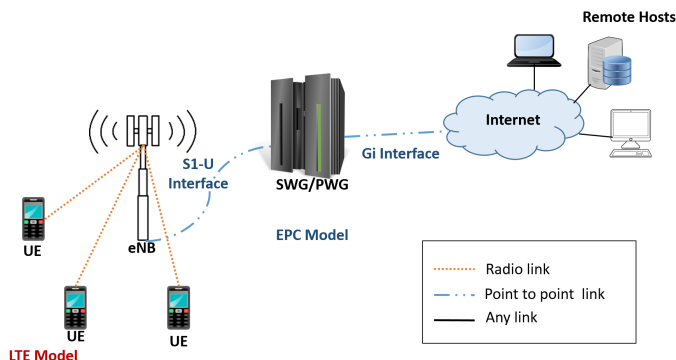 Remote Hosts
Internet
S1-U
Interface
Gi Interface
SWG/PWG
UE
eNB
EPC Model
UE
UE
LTE Model
Radio link
Point to point link
Any link